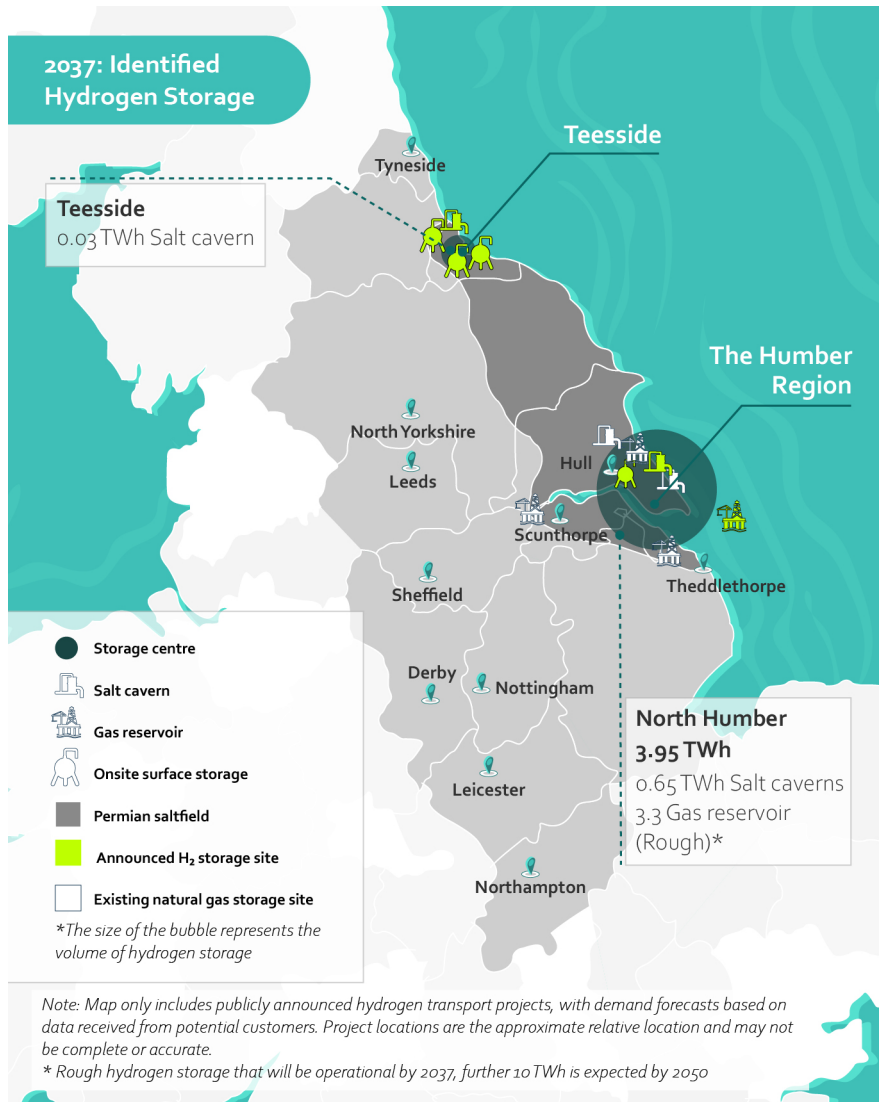 2037: Identified
Hydrogen Storage
Teesside
Tyneside
Teesside
0.03 TWh Salt cavern
The Humber
Region
North Yorkshire
Hull
Leeds
Scunthorpe
Theddlethorpe
Sheffield
Derby
Nottingham
Leicester
Northampton
North Humber
3.95 TWh
0.65 TWh Salt caverns
3.3 Gas reservoir
(Rough)*
Storage centre
Salt cavern
Gas reservoir
Onsite surface storage
Permian saltfield
Announced H₂ storage site
Existing natural gas storage site
*The size of the bubble represents the
volume of hydrogen storage
Note: Map only includes publicly announced hydrogen transport projects, with demand forecasts based on
data received from potential customers. Project locations are the approximate relative location and may not
be complete or accurate.
* Rough hydrogen storage that will be operational by 2037, further 10 TWh is expected by 2050